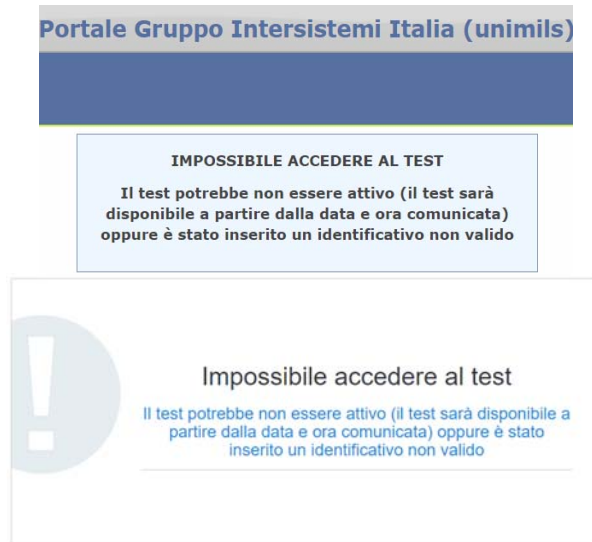 Portale Gruppo Intersistemi Italia (unimils)
IMPOSSIBILE ACCEDERE AL TEST
Il test potrebbe non essere attivo (il test sarà
disponibile a partire dalla data e ora comunicata)
oppure è stato inserito un identificativo non valido
Impossibile accedere al test
Il test potrebbe non essere attivo (il test sarà disponibile a
partire dalla data e ora comunicata) oppure è stato
inserito un identificativo non valido